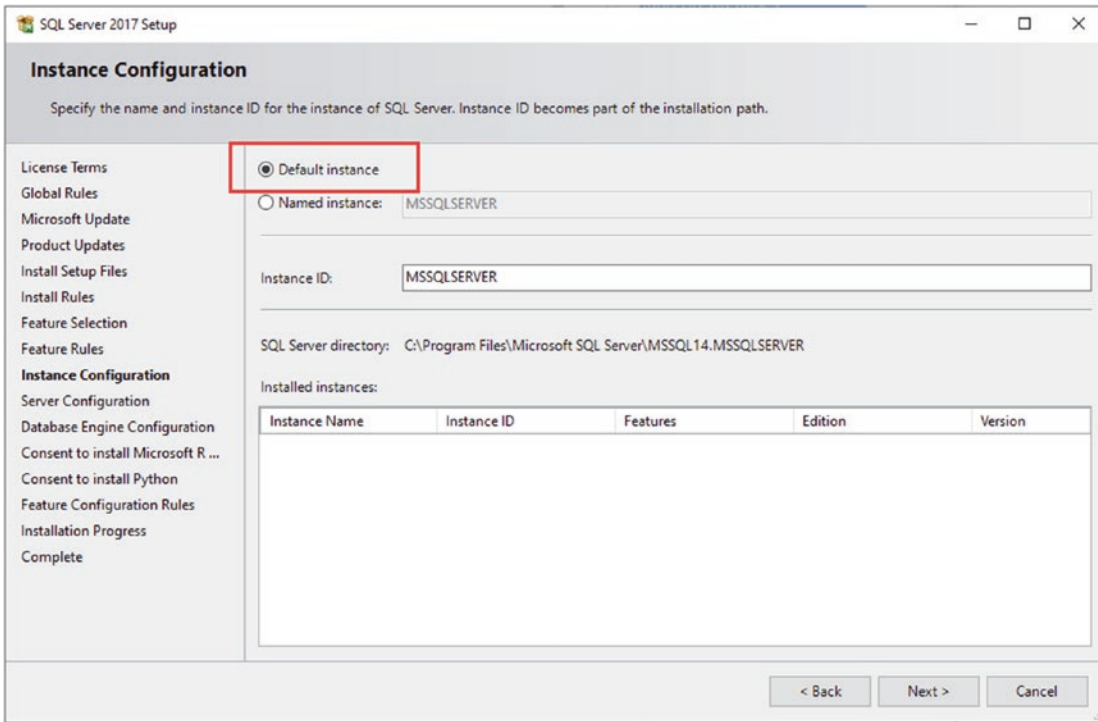 SQL Server 2017 Setup
Instance Configuration
Specify the name and instance ID for the instance of SQL Server. Instance ID becomes part of the installation path.
License Terms
Global Rules
Microsoft Update
Product Updates
Install Setup Files
Install Rules
Feature Selection
Feature Rules
Instance Configuration
Server Configuration
Database Engine Configuration
Consent to install Microsoft R ...
Consent to install Python
Feature Configuration Rules
Installation Progress
Complete
Default instance
Named instance: MSSQLSERVER
Instance ID: MSSQLSERVER
SQL Server directory: C:\Program Files\Microsoft SQL Server\MSSQL14.MSSQLSERVER
Installed instances:
Instance Name Instance ID Features Edition Version
< Back Next > Cancel